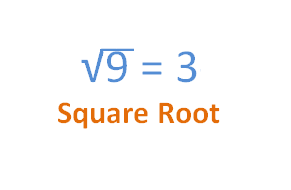 √9 = 3
Square Root